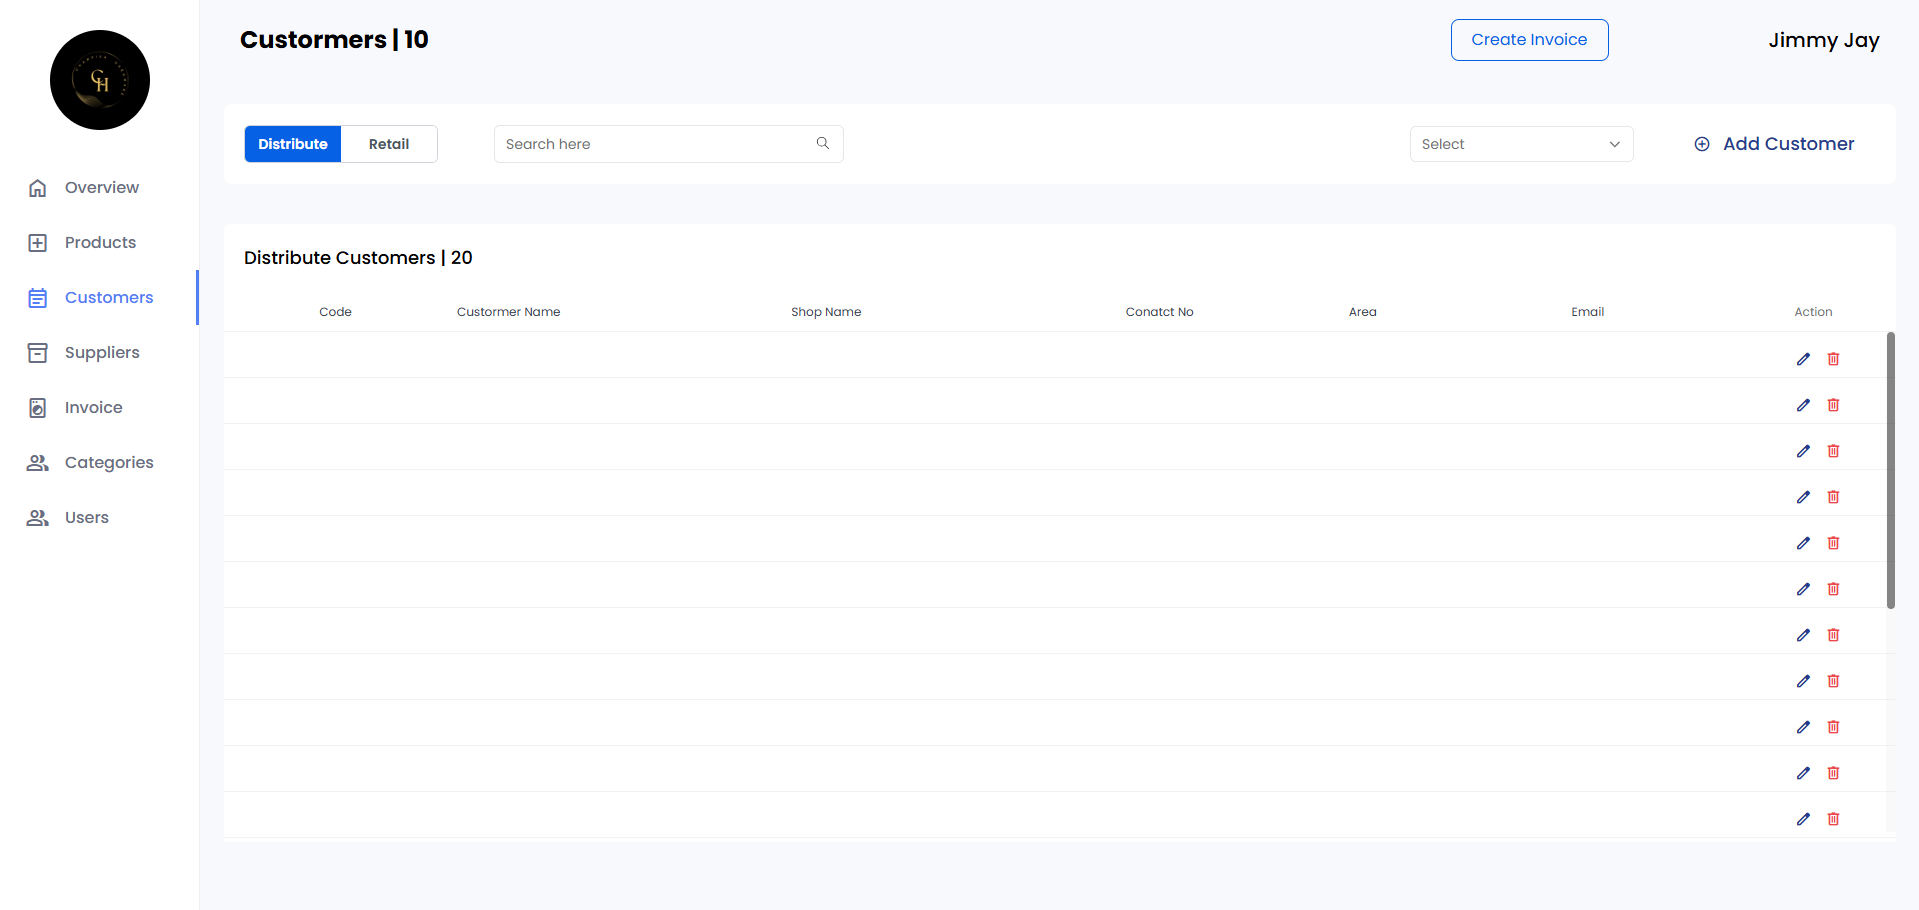 Custormers | 10
Create Invoice
Jimmy Jay
CH
Distribute
Retail
Search here
Select
Add Customer
Overview
Products
Customers
Suppliers
Invoice
Categories
Users
Distribute Customers | 20
Code
Custormer Name
Shop Name
Conatct No
Area
Email
Action